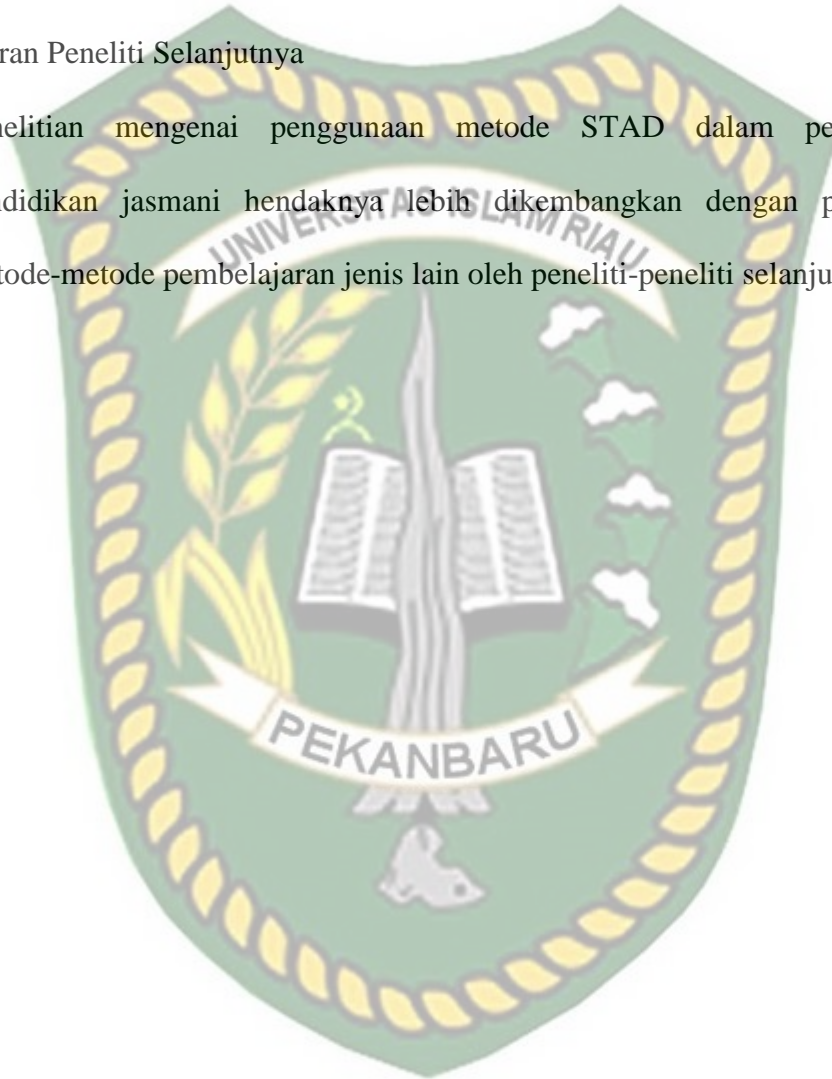 ran Peneliti Selanjutnya
nelitian mengenai penggunaan metode STAD dalam pe
ndidikan jasmani hendaknya lebih dikembangkan dengan p
tode-metode pembelajaran jenis lain oleh peneliti-peneliti selanju
UNIVERSITAS ISLAM RIAU
PEKANBARU